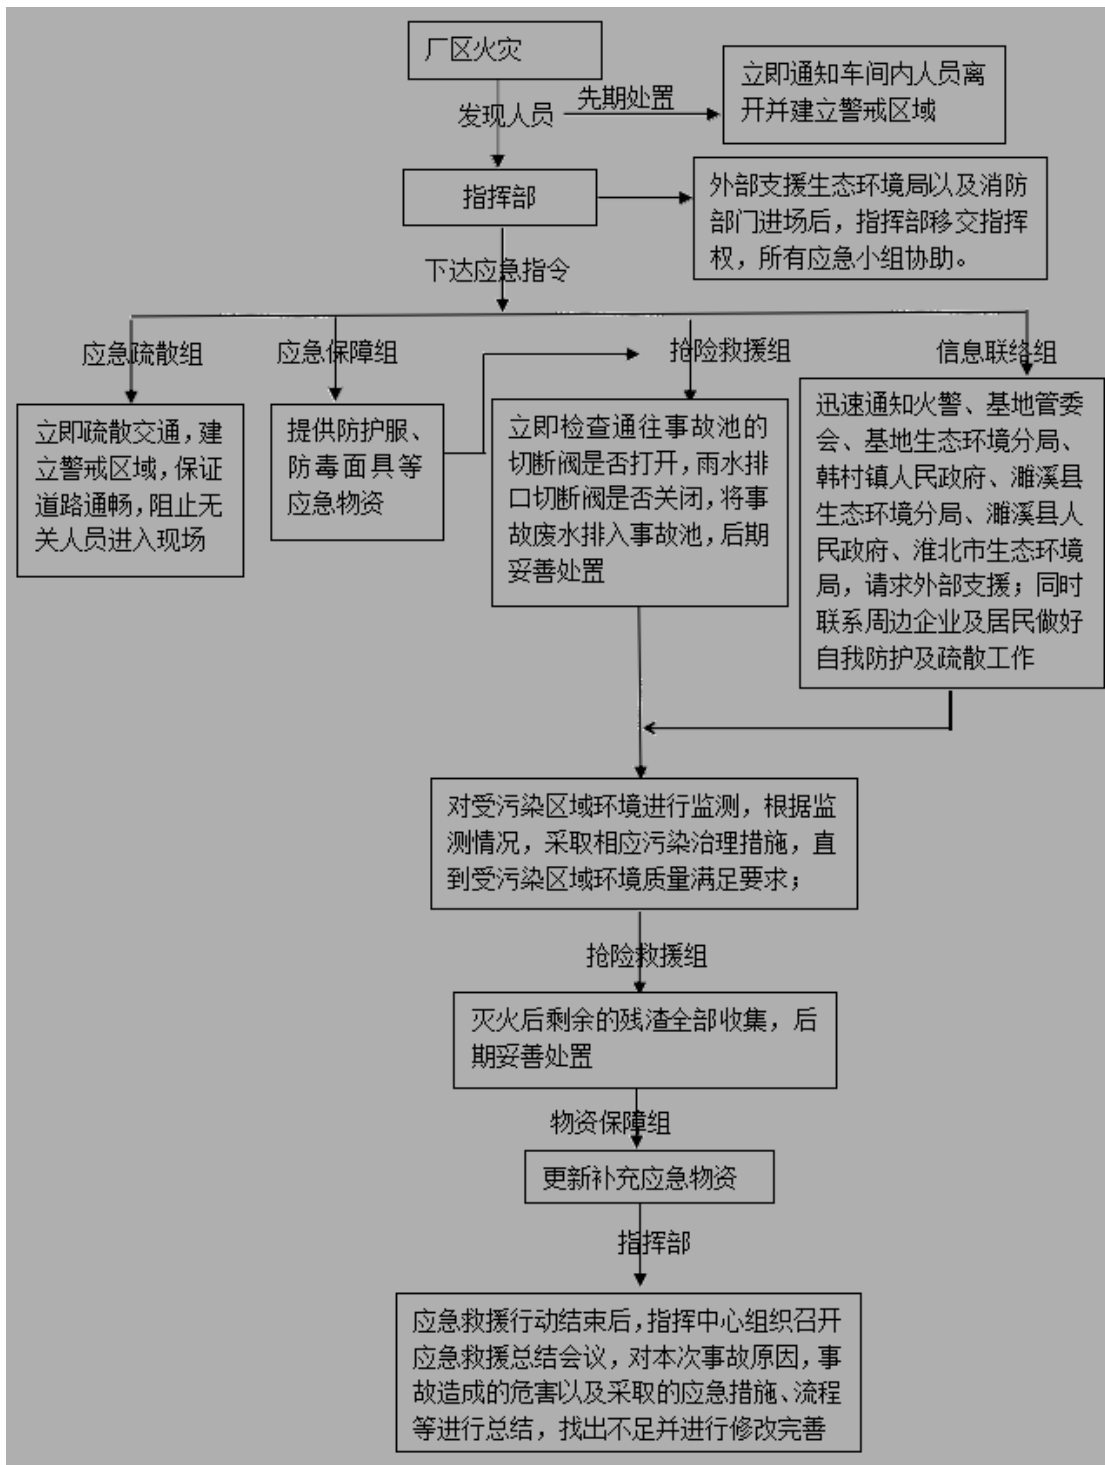 厂区火灾
先期处置
发现人员
立即通知车间内人员离
开并建立警戒区域
指挥部
外部支援生态环境局以及消防
部门进场后，指挥部移交指挥
权，所有应急小组协助。
下达应急指令
应急疏散组
应急保障组
抢险救援组
信息联络组
立即疏散交通，建
立警戒区域，保证
道路通畅，阻止无
关人员进入现场
提供防护服、
防毒面具等
应急物资
立即检查通往事故池的
切断阀是否打开，雨水排
口切断阀是否关闭，将事
故废水排入事故池，后期
妥善处置
迅速通知火警、基地管委
会、基地生态环境分局、
韩村镇人民政府、濉溪县
生态环境分局、濉溪县人
民政府、淮北市生态环境
局，请求外部支援；同时
联系周边企业及居民做好
自我防护及疏散工作
对受污染区域环境进行监测，根据监
测情况，采取相应污染治理措施，直
到受污染区域环境质量满足要求；
抢险救援组
灭火后剩余的残渣全部收集，后
期妥善处置
物资保障组
更新补充应急物资
指挥部
应急救援行动结束后，指挥中心组织召开
应急救援总结会议，对本次事故原因，事
故造成的危害以及采取的应急措施、流程
等进行总结，找出不足并进行修改完善